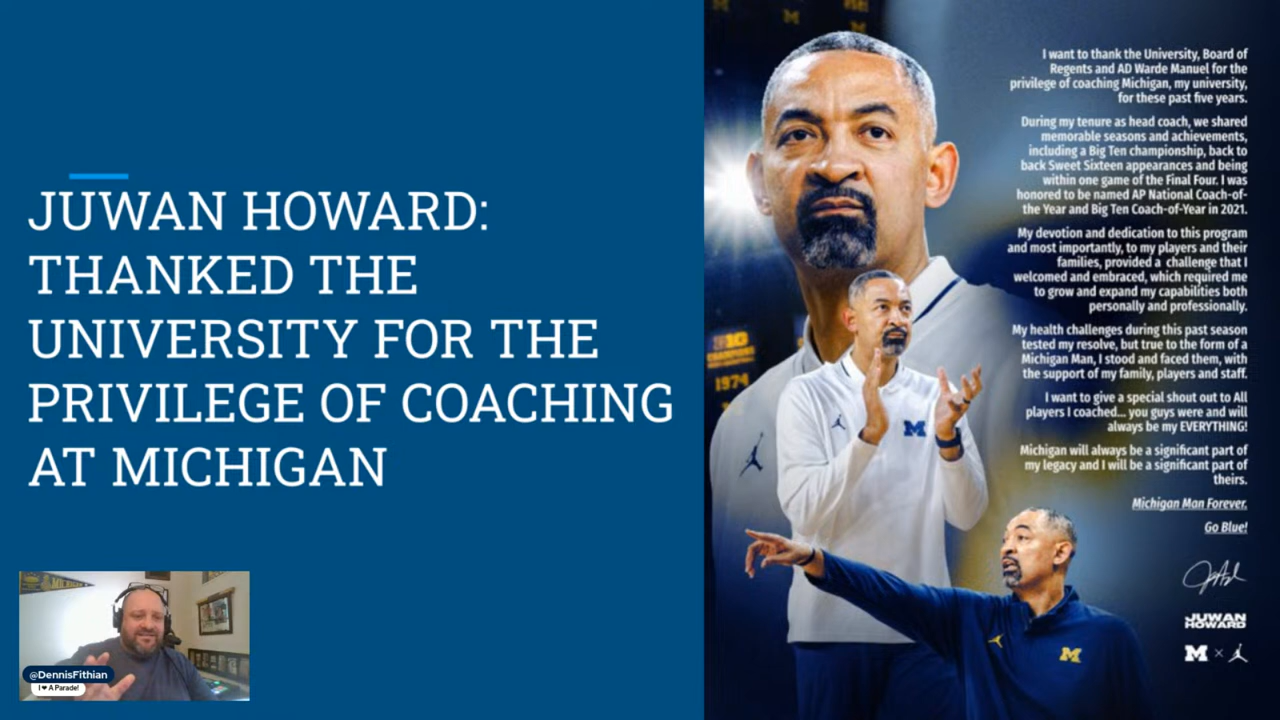 JUWAN HOWARD:
THANKED THE
UNIVERSITY FOR THE
PRIVILEGE OF COACHING
AT MICHIGAN
@DennisFithian
I ❤ A Parade!
I want to thank the University, Board of
Regents and AD Warde Manuel for the
privilege of coaching Michigan, my university,
for these past five years.
During my tenure as head coach, we shared
memorable seasons and achievements,
including a Big Ten championship, back to
back Sweet Sixteen appearances and being
within one game of the Final Four. I was
honored to be named AP National Coach-of-
the Year and Big Ten Coach-of-Year in 2021.
My devotion and dedication to this program
and most importantly, to my players and their
families, provided a challenge that I
welcomed and embraced, which required me
to grow and expand my capabilities both
personally and professionally.
My health challenges during this past season
tested my resolve, but true to the form of a
Michigan Man, I stood and faced them, with
the support of my family, players and staff.
I want to give a special shout out to All
players I coached... you guys were and will
always be my EVERYTHING!
Michigan will always be a significant part of
my legacy and I will be a significant part of
theirs.
Michigan Man Forever.
Go Blue!
JUWAN
HOWARD
M ×
B1G
CHAMPIONS
1974
M
M